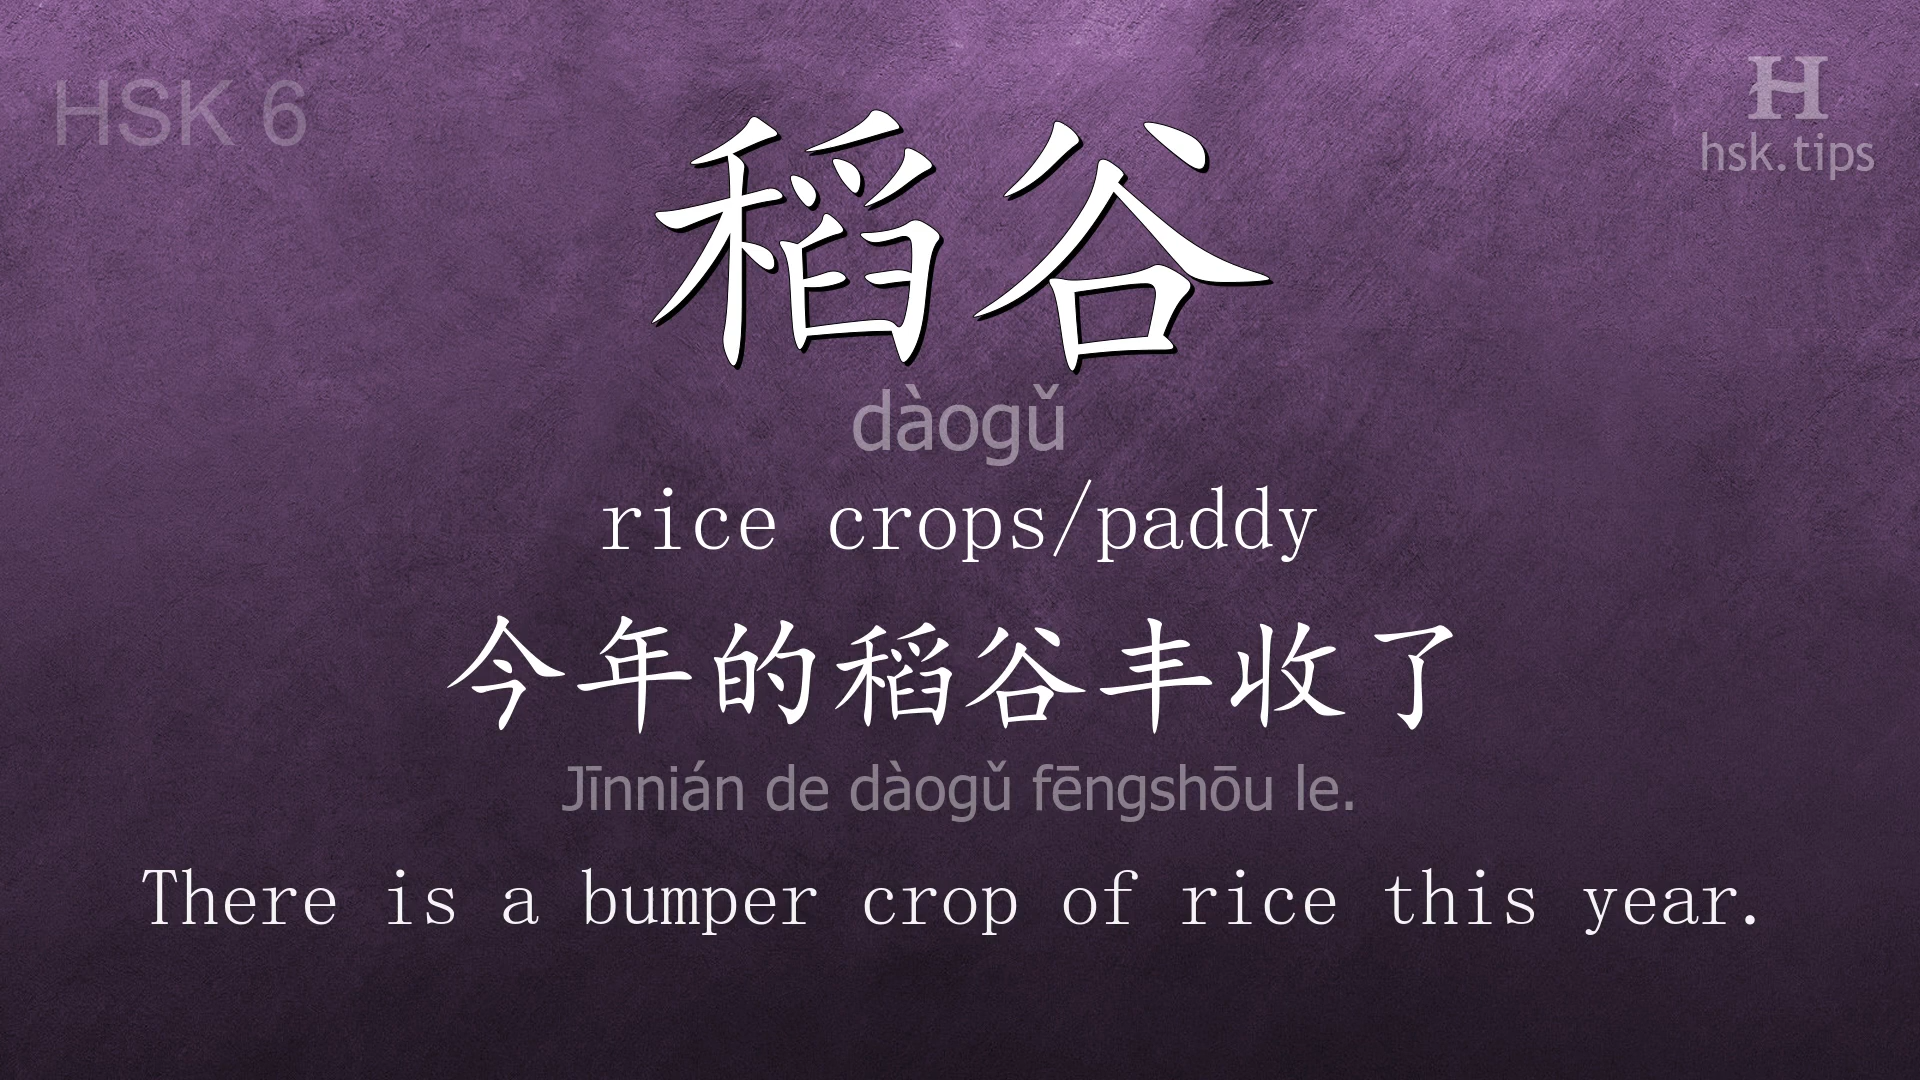 HSK 6
H
hsk.tips
稻谷
dàogǔ
rice crops/paddy
今年的稻谷丰收了
Jīnnián de dàogǔ fēngshōu le.
There is a bumper crop of rice this year.